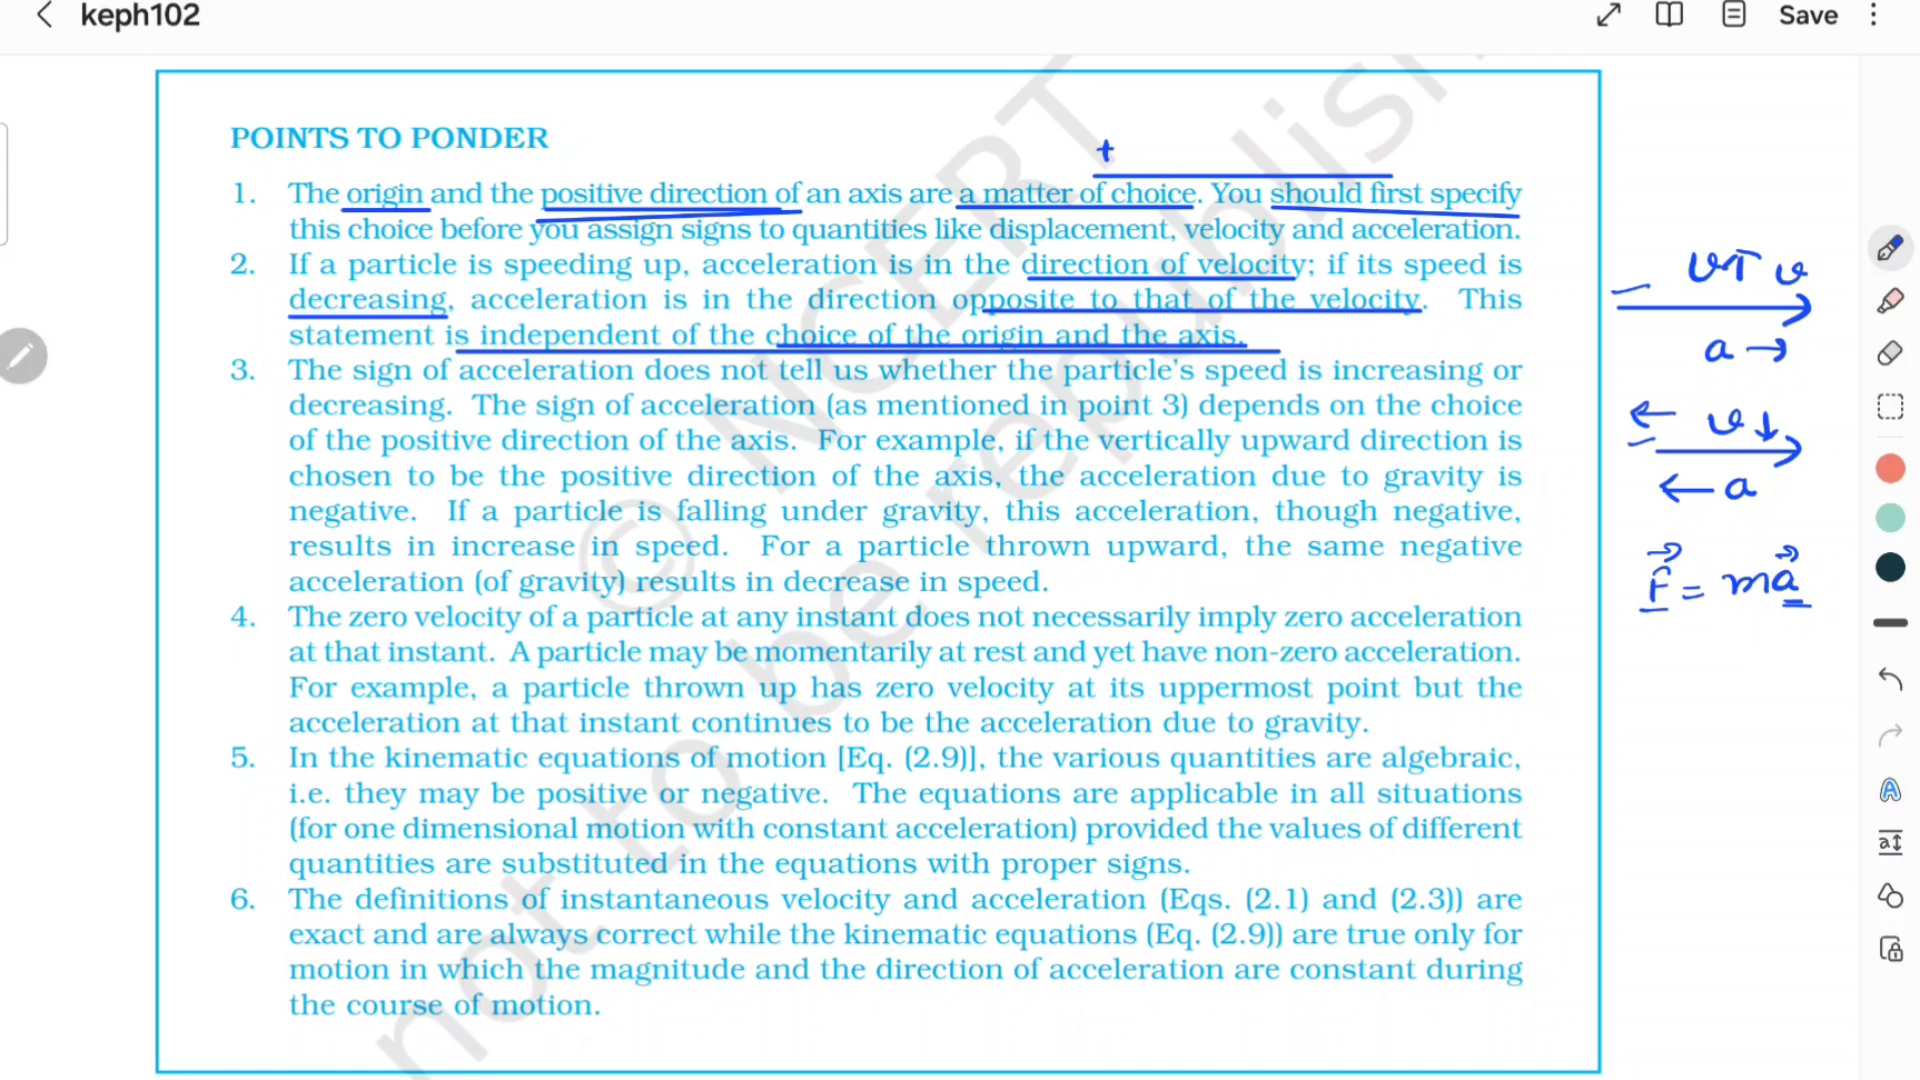 keph102
Save
POINTS TO PONDER
+
1. The origin and the positive direction of an axis are a matter of choice. You should first specify
this choice before you assign signs to quantities like displacement, velocity and acceleration.
2. If a particle is speeding up, acceleration is in the direction of velocity; if its speed is
decreasing, acceleration is in the direction opposite to that of the velocity. This
statement is independent of the choice of the origin and the axis.
3. The sign of acceleration does not tell us whether the particle's speed is increasing or
decreasing. The sign of acceleration (as mentioned in point 3) depends on the choice
of the positive direction of the axis. For example, if the vertically upward direction is
chosen to be the positive direction of the axis, the acceleration due to gravity is
negative. If a particle is falling under gravity, this acceleration, though negative,
results in increase in speed. For a particle thrown upward, the same negative
acceleration (of gravity) results in decrease in speed.
4. The zero velocity of a particle at any instant does not necessarily imply zero acceleration
at that instant. A particle may be momentarily at rest and yet have non-zero acceleration.
For example, a particle thrown up has zero velocity at its uppermost point but the
acceleration at that instant continues to be the acceleration due to gravity.
5. In the kinematic equations of motion [Eq. (2.9)], the various quantities are algebraic,
i.e. they may be positive or negative. The equations are applicable in all situations
(for one dimensional motion with constant acceleration) provided the values of different
quantities are substituted in the equations with proper signs.
6. The definitions of instantaneous velocity and acceleration (Eqs. (2.1) and (2.3)) are
exact and are always correct while the kinematic equations (Eq. (2.9)) are true only for
motion in which the magnitude and the direction of acceleration are constant during
the course of motion.
© NCERT
not to be republish
v↑ v
a →
← v↓
← a
F = ma